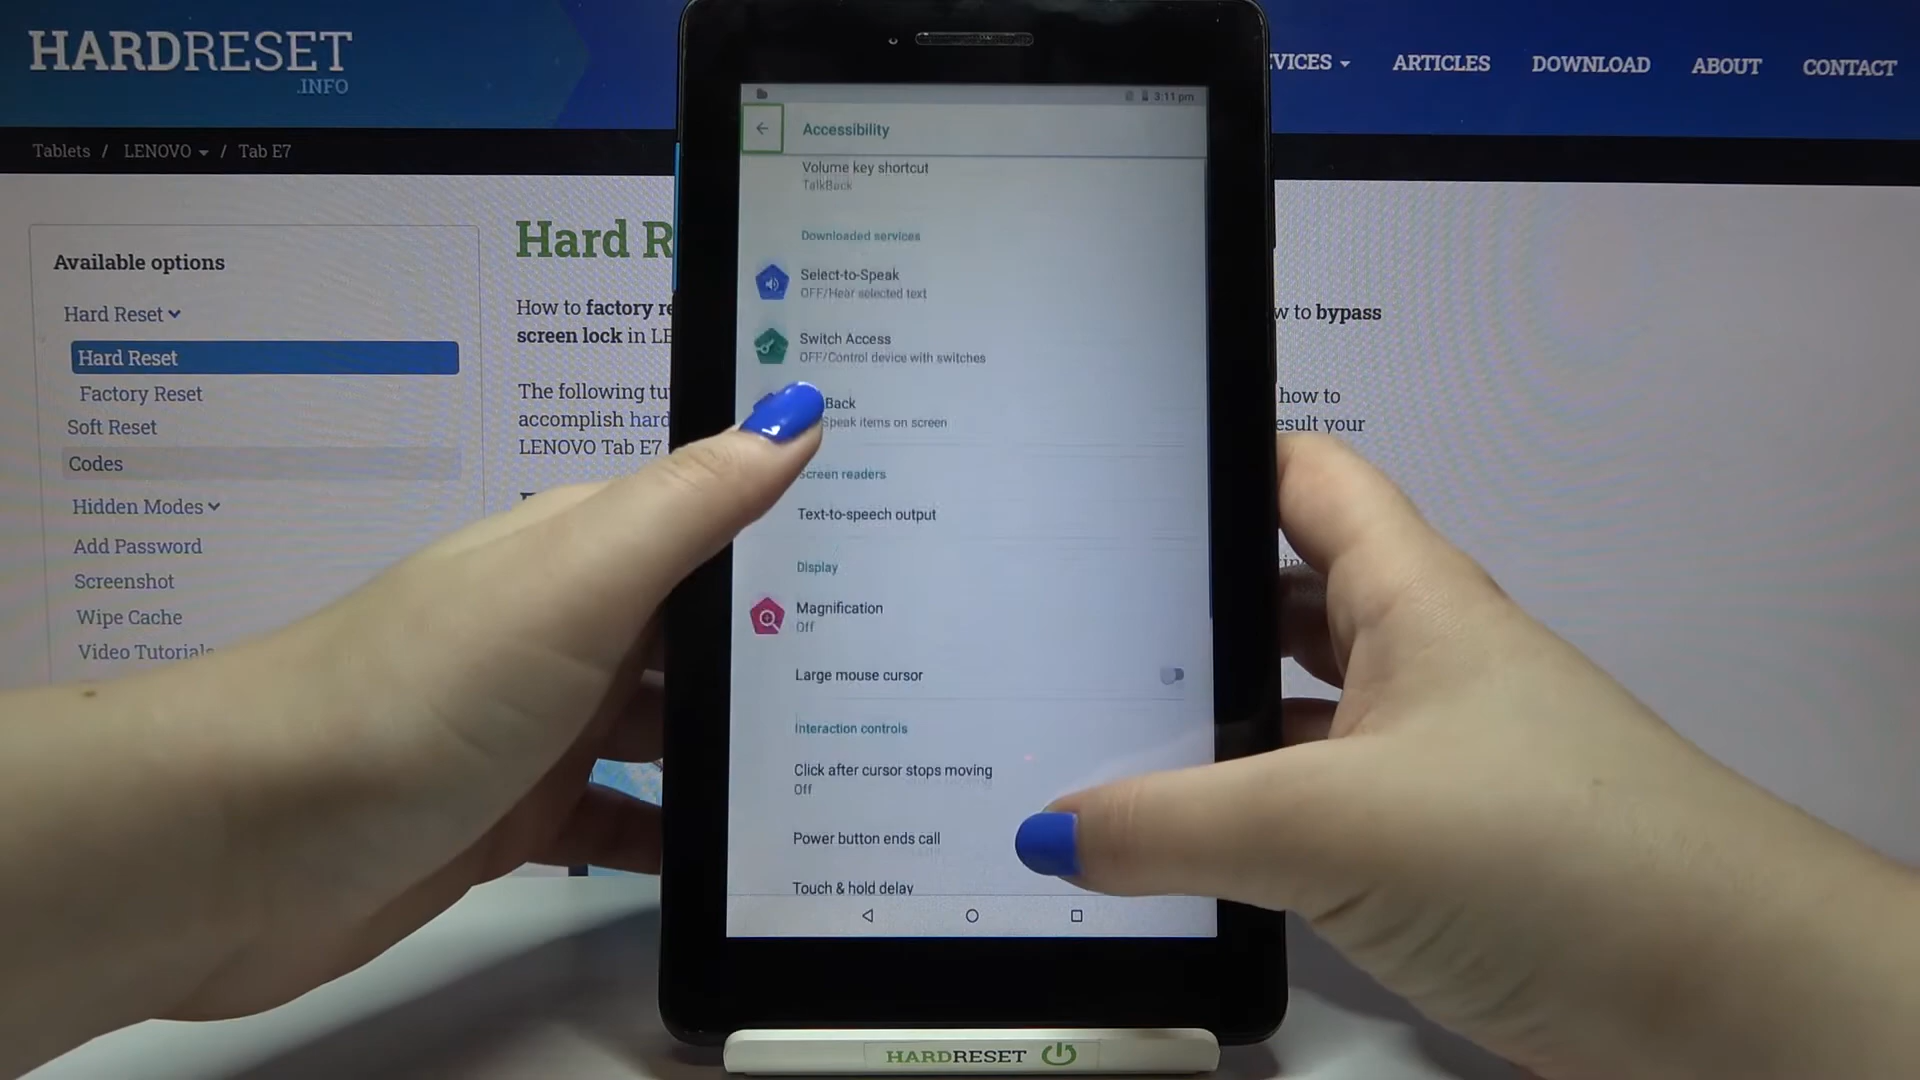 HARDRESET
.INFO
VICES
ARTICLES
DOWNLOAD
ABOUT
CONTACT
Tablets / LENOVO / Tab E7
Available options
Hard Reset
Hard Reset
Factory Reset
Soft Reset
Codes
Hidden Modes
Add Password
Screenshot
Wipe Cache
Video Tutorials
Hard R
How to factory re
screen lock in LE
The following tu
accomplish hard
LENOVO Tab E7
w to bypass
how to
esult your
3:11 pm
Accessibility
Volume key shortcut
TalkBack
Downloaded services
Select-to-Speak
OFF/Hear selected text
Switch Access
OFF/Control device with switches
Back
Speak items on screen
Screen readers
Text-to-speech output
Display
Magnification
Off
Large mouse cursor
Interaction controls
Click after cursor stops moving
Off
Power button ends call
Touch & hold delay
HARDRESET